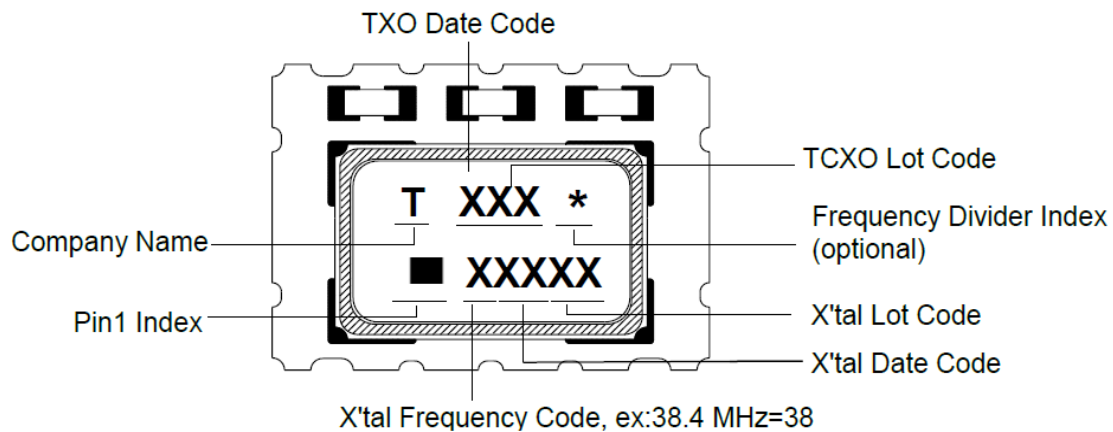 TXO Date Code
TCXO Lot Code
T XXX *
Frequency Divider Index
(optional)
Company Name
■ XXXXX
X'tal Lot Code
Pin1 Index
X'tal Date Code
X'tal Frequency Code, ex:38.4 MHz=38